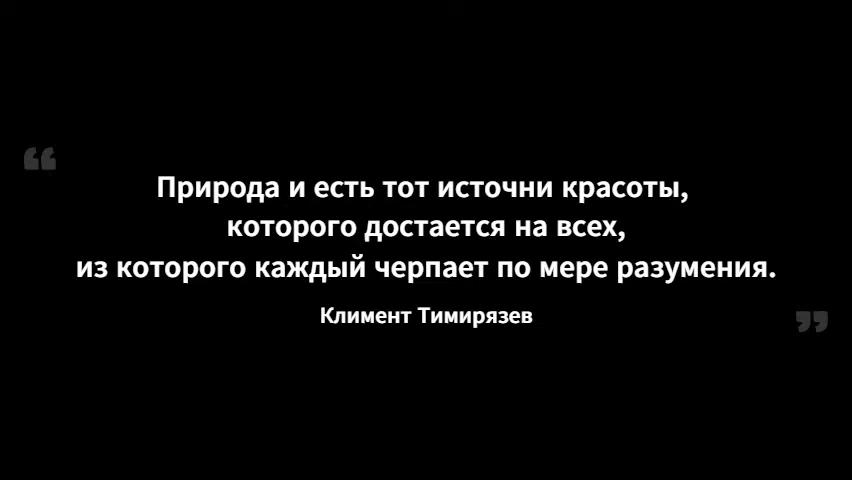 Природа и есть тот источни красоты,
которого достается на всех,
из которого каждый черпает по мере разумения.
Климент Тимирязев